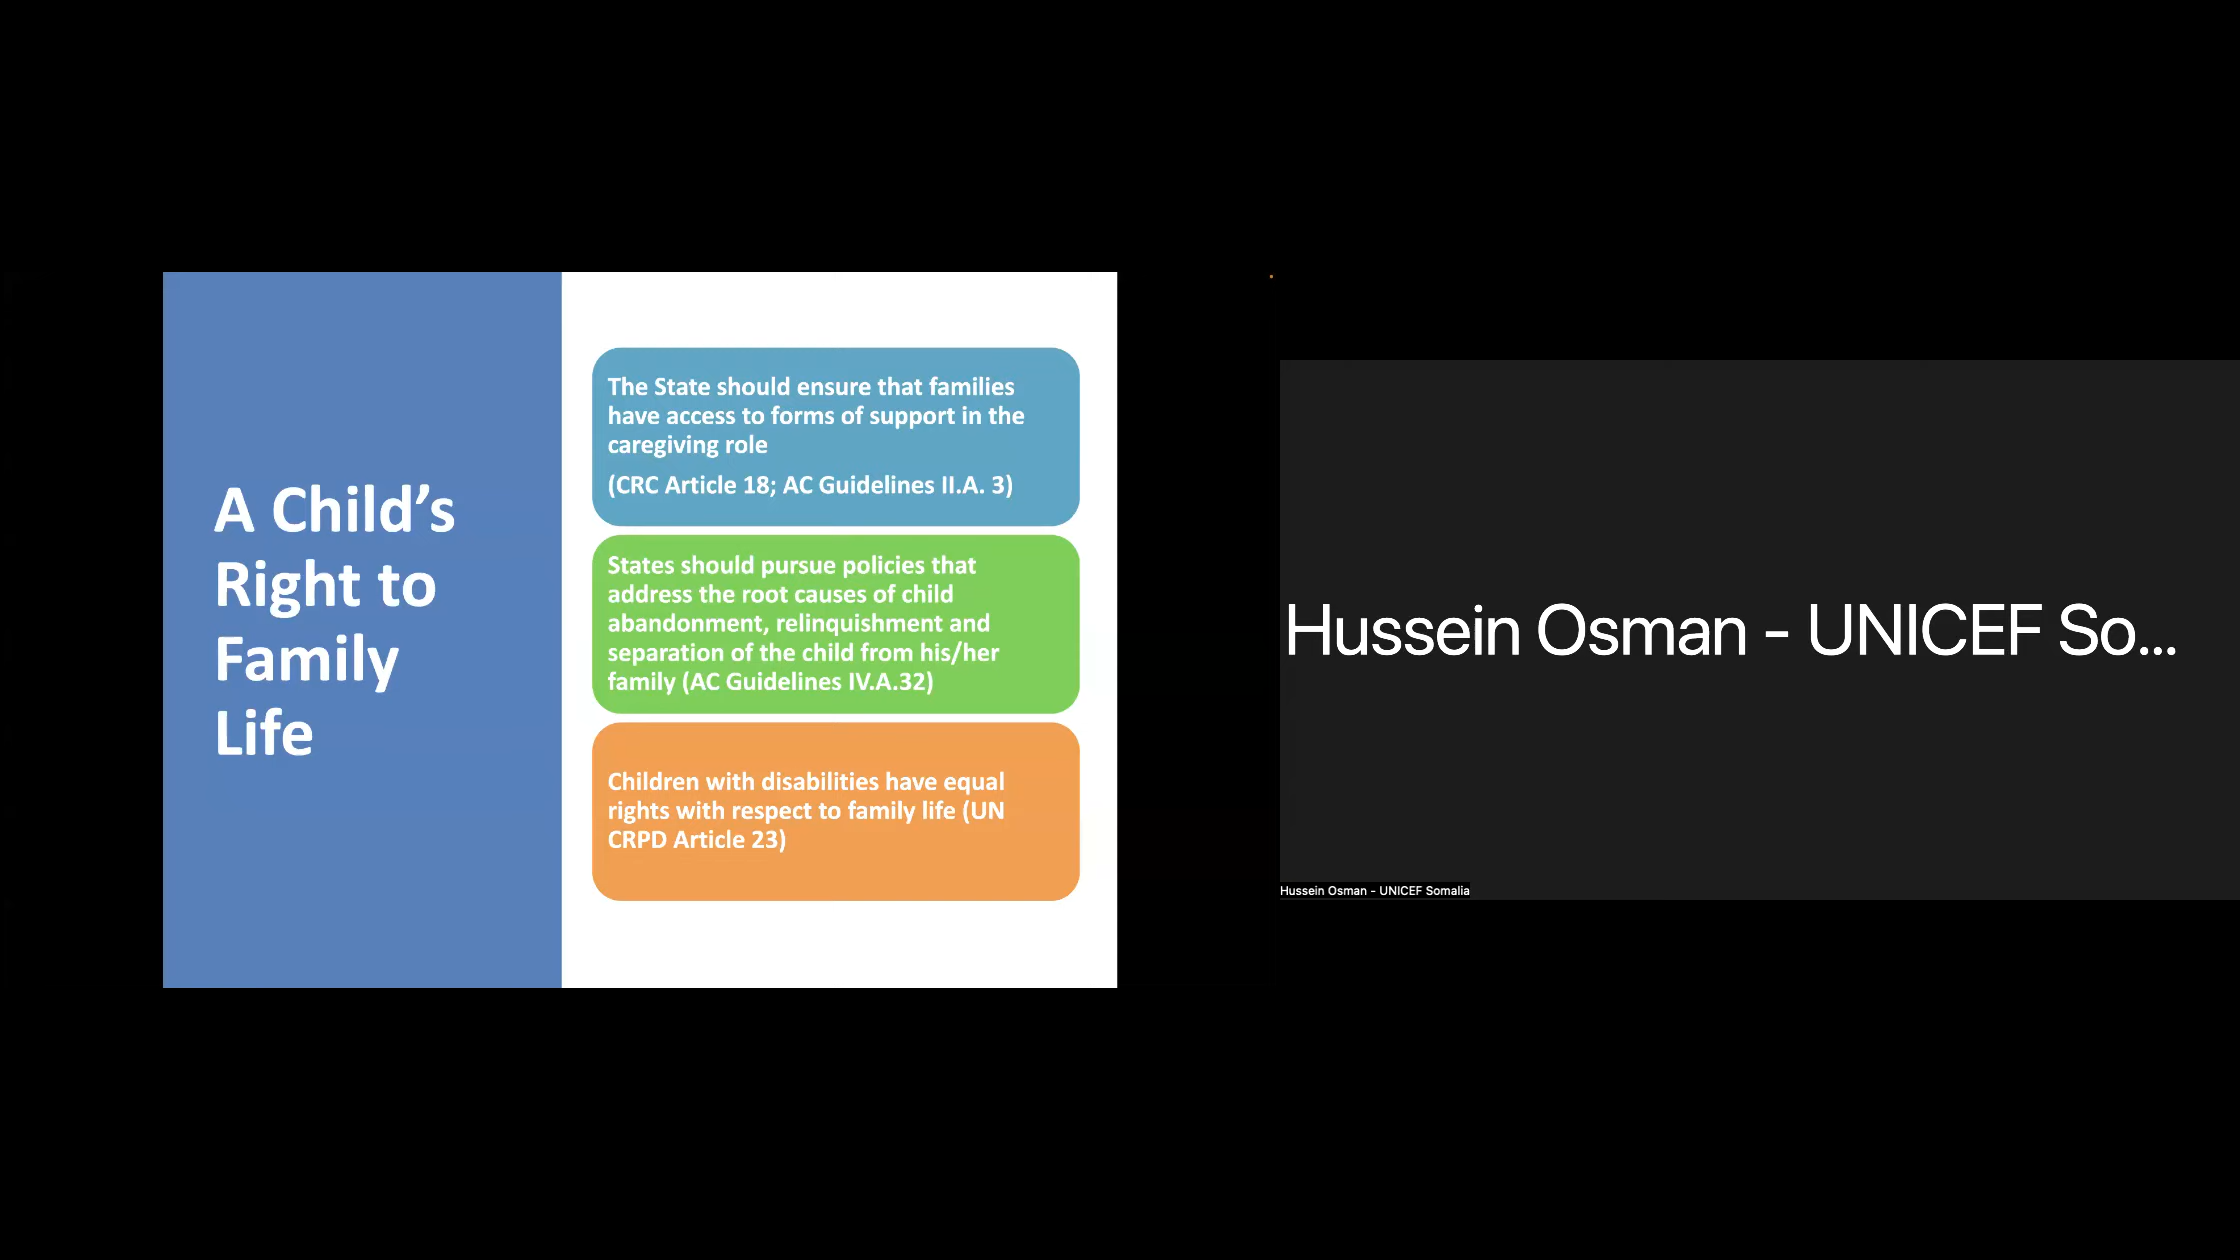 A Child’s
Right to
Family
Life
The State should ensure that families
have access to forms of support in the
caregiving role
(CRC Article 18; AC Guidelines II.A. 3)
States should pursue policies that
address the root causes of child
abandonment, relinquishment and
separation of the child from his/her
family (AC Guidelines IV.A.32)
Children with disabilities have equal
rights with respect to family life (UN
CRPD Article 23)
Hussein Osman - UNICEF So...
Hussein Osman - UNICEF Somalia